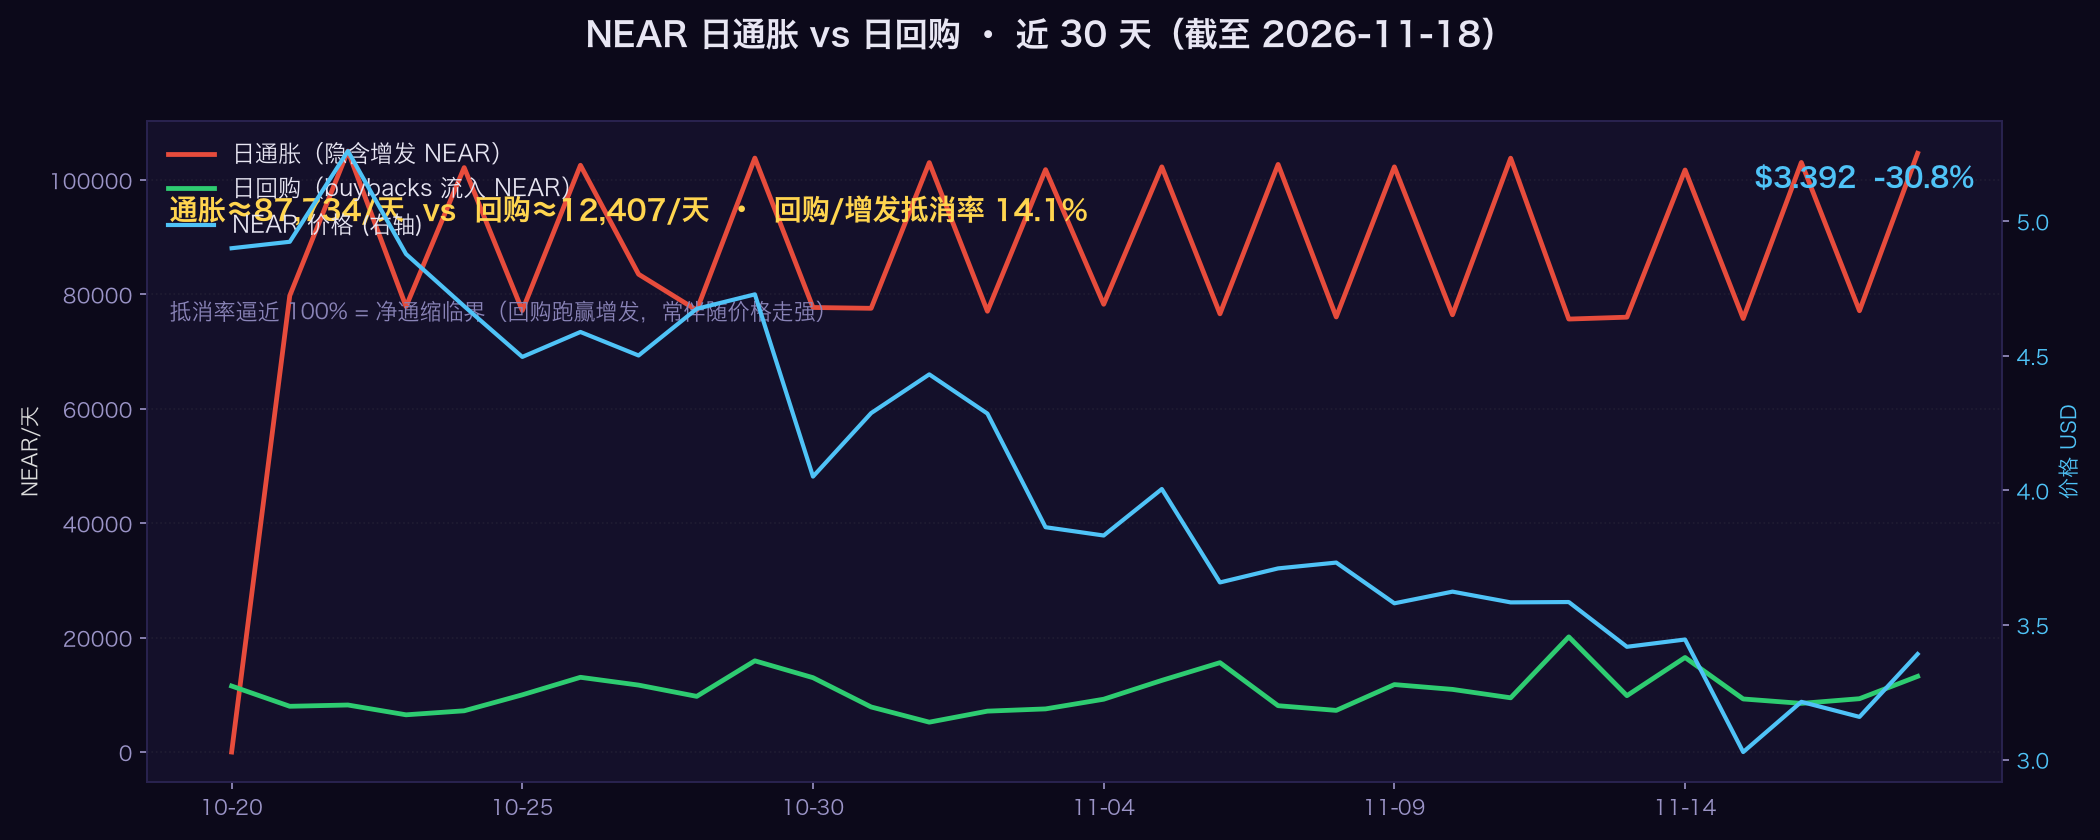 NEAR 日通胀 vs 日回购 · 近 30 天（截至 2026-11-18）
日通胀（隐含增发 NEAR）
日回购（buybacks 流入 NEAR）
通胀≈87,734/天 vs 回购≈12,407/天 · 回购/增发抵消率 14.1%
NEAR 价格 (右轴)
$3.392 -30.8%
抵消率逼近 100% = 净通缩临界（回购跑赢增发，常伴随价格走强）
NEAR/天
100000
80000
60000
40000
20000
0
5.0
4.5
4.0
3.5
3.0
价格 USD
10-20
10-25
10-30
11-04
11-09
11-14